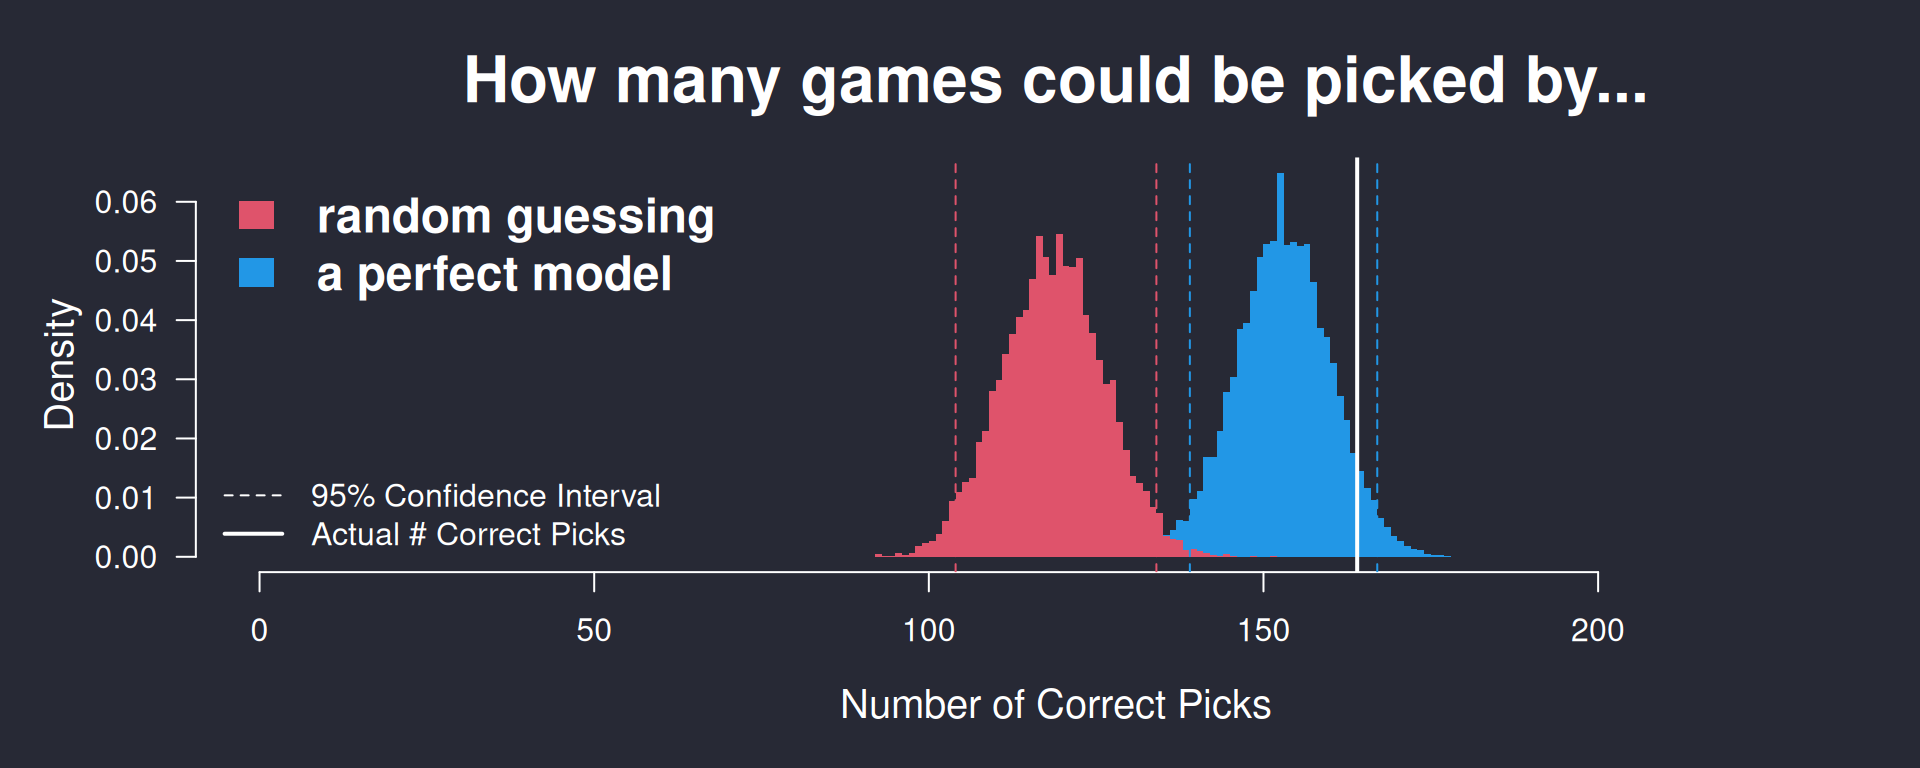 How many games could be picked by...
random guessing
a perfect model
95% Confidence Interval
Actual # Correct Picks
Density
0.06
0.05
0.04
0.03
0.02
0.01
0.00
0
50
100
150
200
Number of Correct Picks